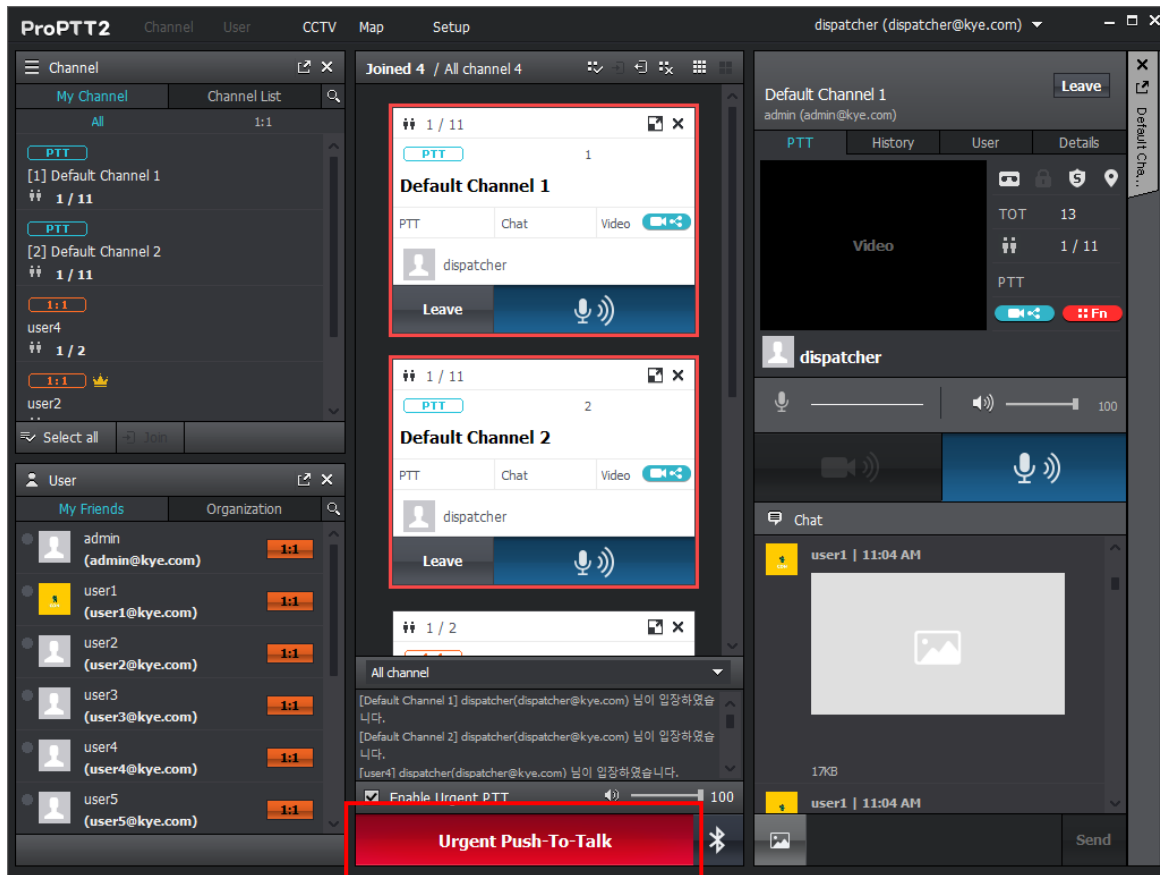 ProPTT2 Channel User CCTV Map Setup dispatcher (dispatcher@kye.com)
Channel
My Channel Channel List
All 1:1
PTT
[1] Default Channel 1
1 / 11
PTT
[2] Default Channel 2
1 / 11
1:1
user4
1 / 2
1:1
user2
Select all Join
User
My Friends Organization
admin
(admin@kye.com)
1:1
user1
(user1@kye.com)
1:1
user2
(user2@kye.com)
1:1
user3
(user3@kye.com)
1:1
user4
(user4@kye.com)
1:1
user5
(user5@kye.com)
1:1
Joined 4 / All channel 4
1 / 11
PTT 1
Default Channel 1
PTT Chat Video
dispatcher
Leave
1 / 11
PTT 2
Default Channel 2
PTT Chat Video
dispatcher
Leave
1 / 2
All channel
[Default Channel 1] dispatcher(dispatcher@kye.com) 님이 입장하였습
니다.
[Default Channel 2] dispatcher(dispatcher@kye.com) 님이 입장하였습
니다.
[user4] dispatcher(dispatcher@kye.com) 님이 입장하였습니다.
Enable Urgent PTT 100
Urgent Push-To-Talk
Default Channel 1 Leave
admin (admin@kye.com)
PTT History User Details
Video
TOT 13
1 / 11
PTT
Fn
dispatcher
100
Chat
user1 | 11:04 AM
17KB
user1 | 11:04 AM
Send
Default Cha...